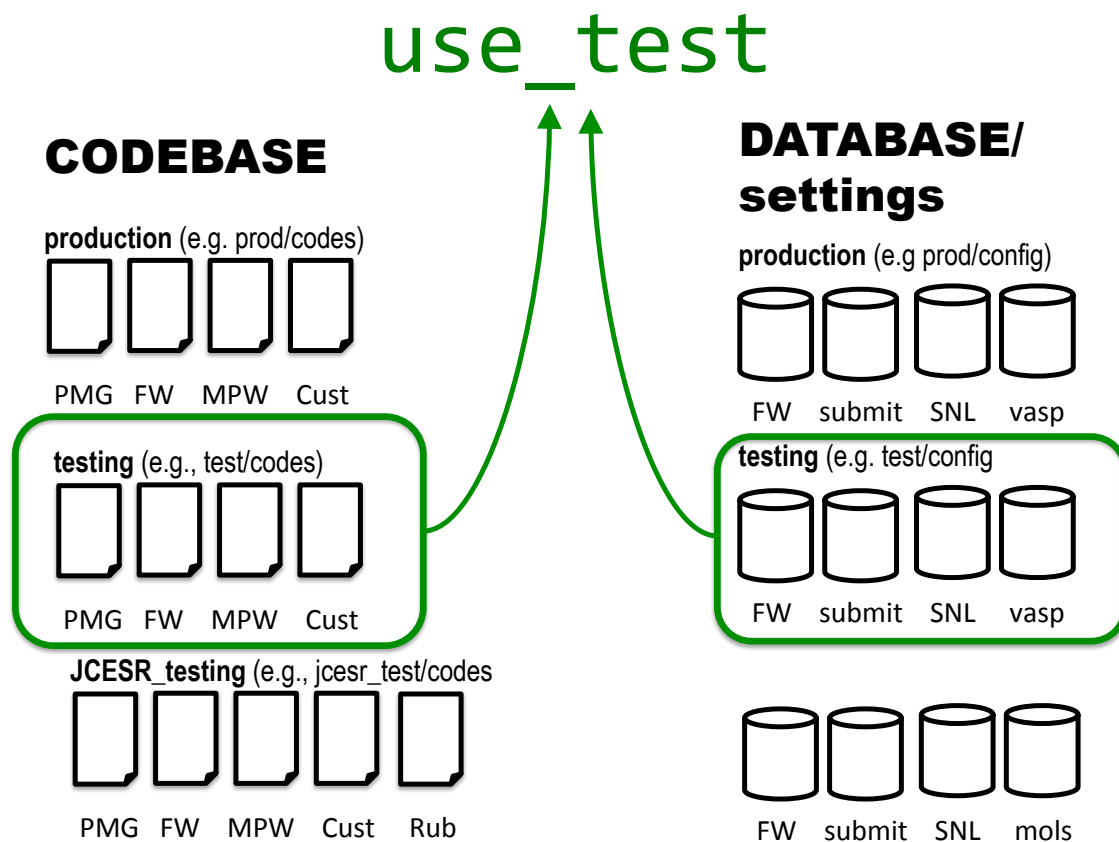 use_test
CODEBASE
production (e.g. prod/codes)
PMG FW MPW Cust
testing (e.g., test/codes)
PMG FW MPW Cust
JCESR_testing (e.g., jcesr_test/codes
PMG FW MPW Cust Rub
DATABASE/
settings
production (e.g prod/config)
FW submit SNL vasp
testing (e.g. test/config
FW submit SNL vasp
FW submit SNL mols